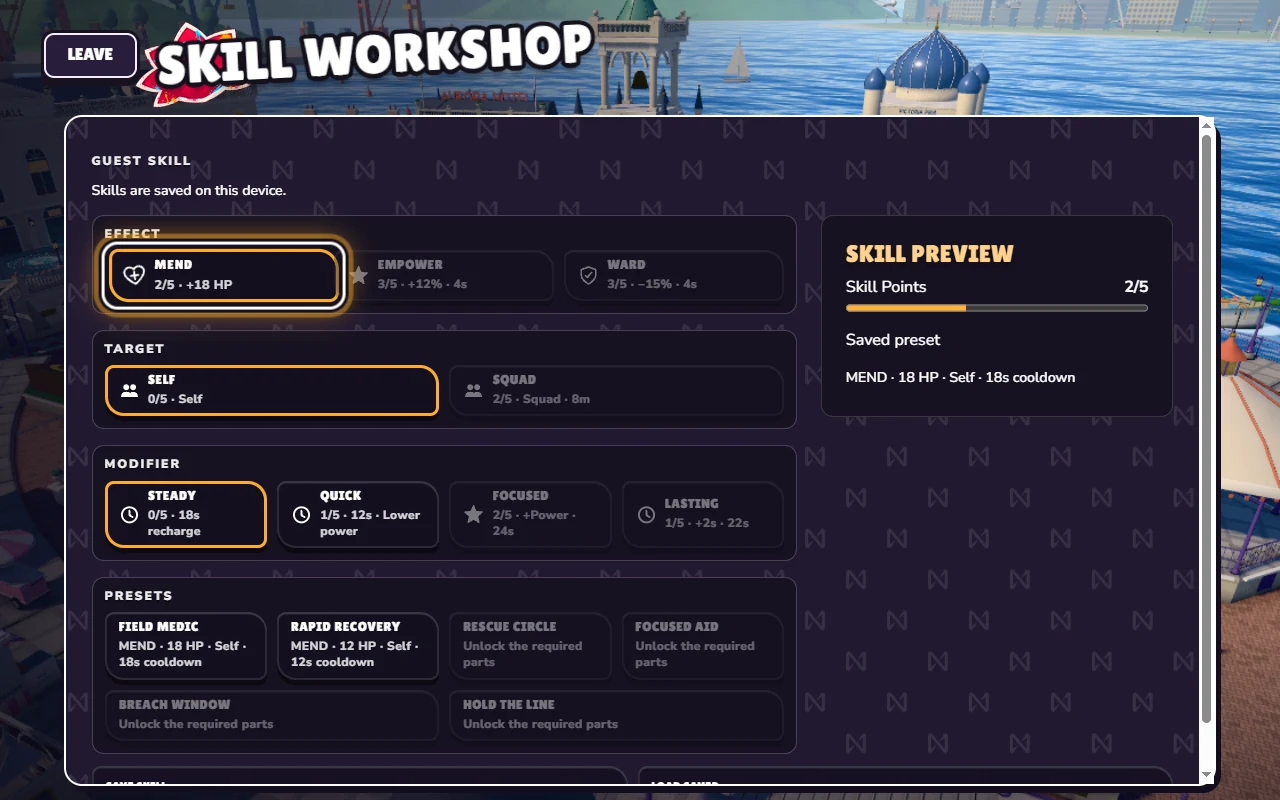 LEAVE
SKILL WORKSHOP
GUEST SKILL
Skills are saved on this device.
EFFECT
MEND
2/5 · +18 HP
EMPOWER
3/5 · +12% · 4s
WARD
3/5 · −15% · 4s
TARGET
SELF
0/5 · Self
SQUAD
2/5 · Squad · 8m
MODIFIER
STEADY
0/5 · 18s
recharge
QUICK
1/5 · 12s · Lower
power
FOCUSED
2/5 · +Power ·
24s
LASTING
1/5 · +2s · 22s
PRESETS
FIELD MEDIC
MEND · 18 HP · Self ·
18s cooldown
RAPID RECOVERY
MEND · 12 HP · Self ·
12s cooldown
RESCUE CIRCLE
Unlock the required
parts
FOCUSED AID
Unlock the required
parts
BREACH WINDOW
Unlock the required parts
HOLD THE LINE
Unlock the required parts
SKILL PREVIEW
Skill Points 2/5
Saved preset
MEND · 18 HP · Self · 18s cooldown